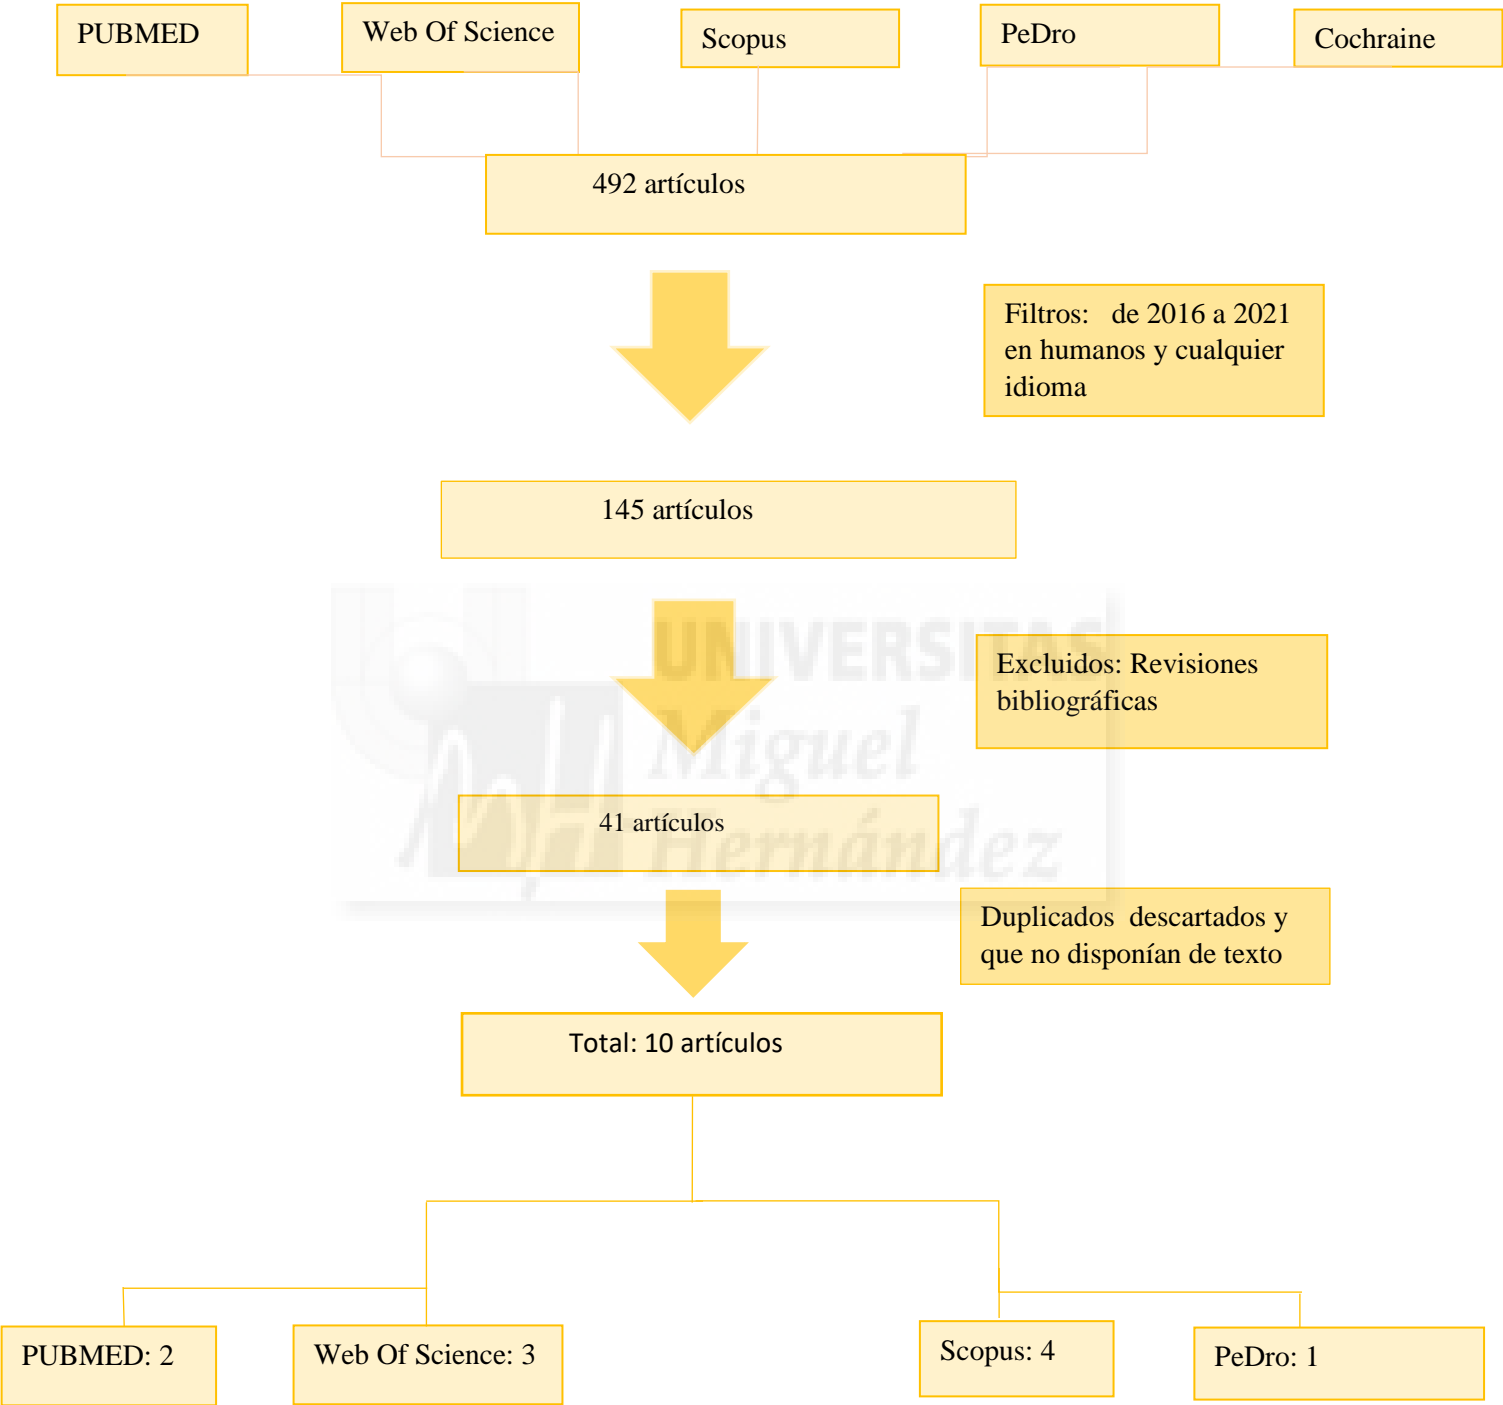 PUBMED
Web Of Science
Scopus
PeDro
Cochraine
492 artículos
Filtros: de 2016 a 2021
en humanos y cualquier
idioma
145 artículos
UNIVERSITAS
Miguel
Hernández
Excluidos: Revisiones
bibliográficas
41 artículos
Duplicados descartados y
que no disponían de texto
Total: 10 artículos
PUBMED: 2
Web Of Science: 3
Scopus: 4
PeDro: 1